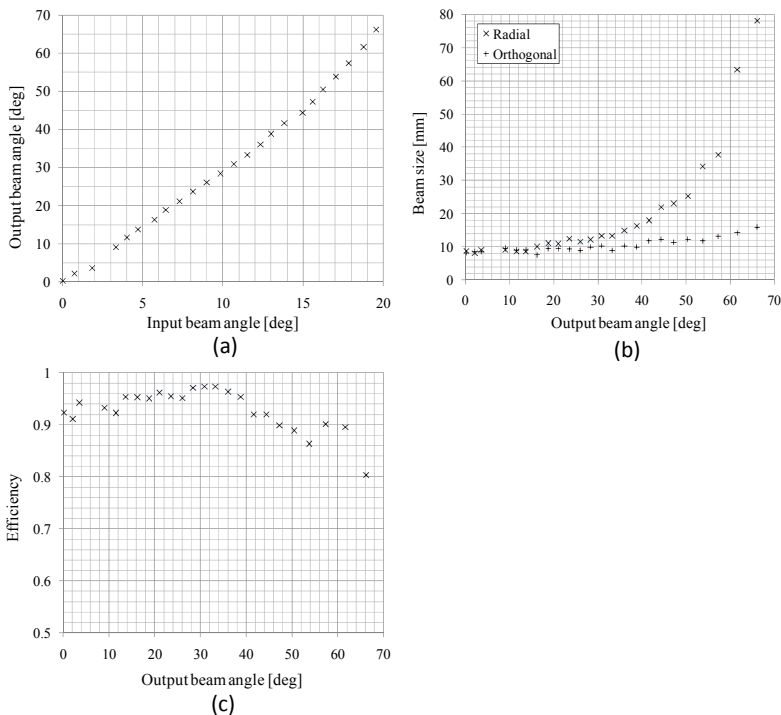 70
60
50
40
30
20
10
0
Output beam angle [deg]
0 5 10 15 20
Input beam angle [deg]
(a)
80
70
60
50
40
30
20
10
0
Beam size [mm]
× Radial
+ Orthogonal
0 10 20 30 40 50 60 70
Output beam angle [deg]
(b)
1
0.9
0.8
0.7
0.6
0.5
Efficiency
0 10 20 30 40 50 60 70
Output beam angle [deg]
(c)